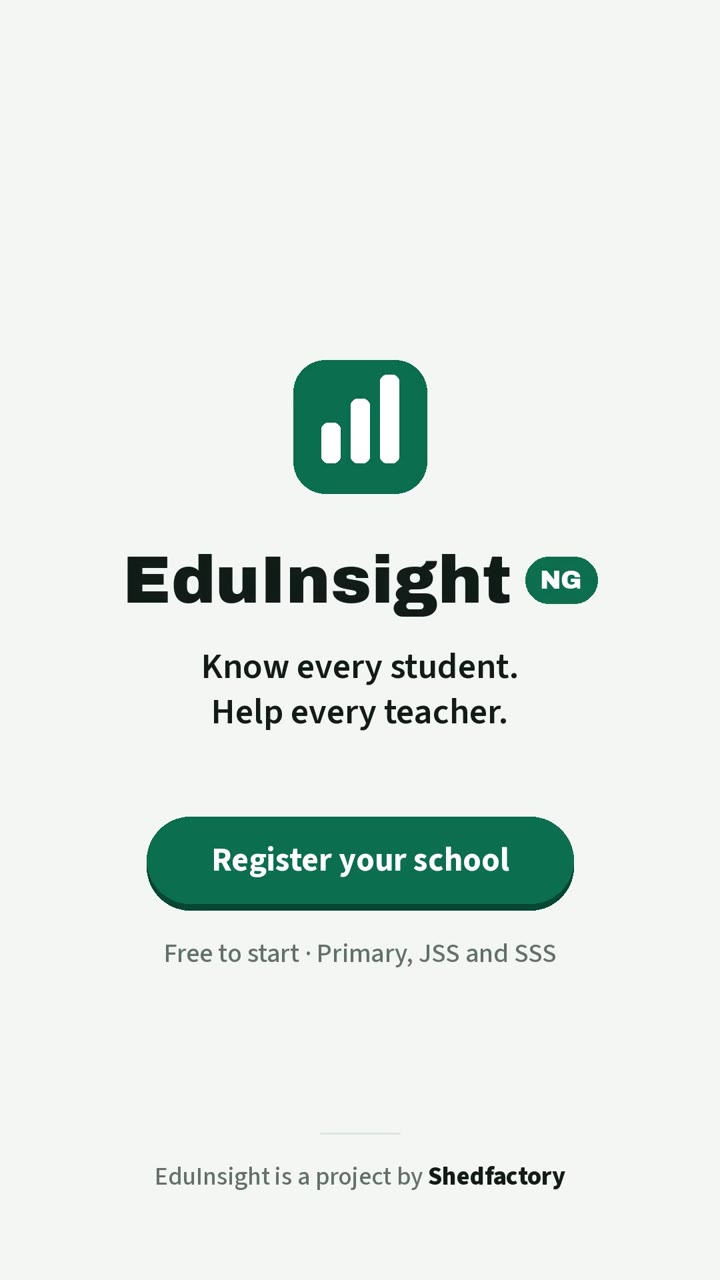 EduInsight NG
Know every student.
Help every teacher.
Register your school
Free to start · Primary, JSS and SSS
EduInsight is a project by Shedfactory